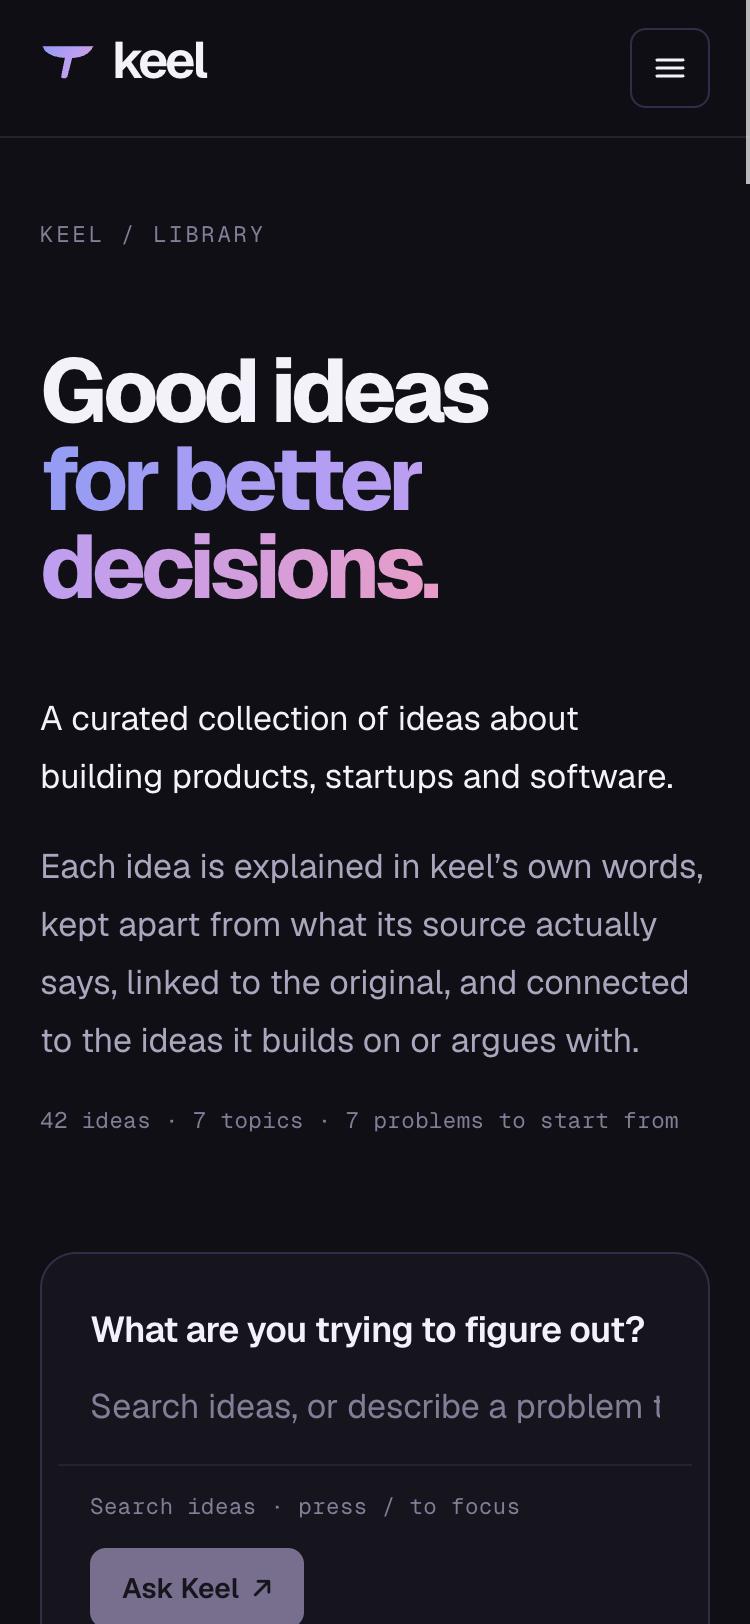 keel
KEEL / LIBRARY
Good ideas
for better
decisions.
A curated collection of ideas about
building products, startups and software.
Each idea is explained in keel’s own words,
kept apart from what its source actually
says, linked to the original, and connected
to the ideas it builds on or argues with.
42 ideas · 7 topics · 7 problems to start from
What are you trying to figure out?
Search ideas, or describe a problem
Search ideas · press / to focus
Ask Keel ↗